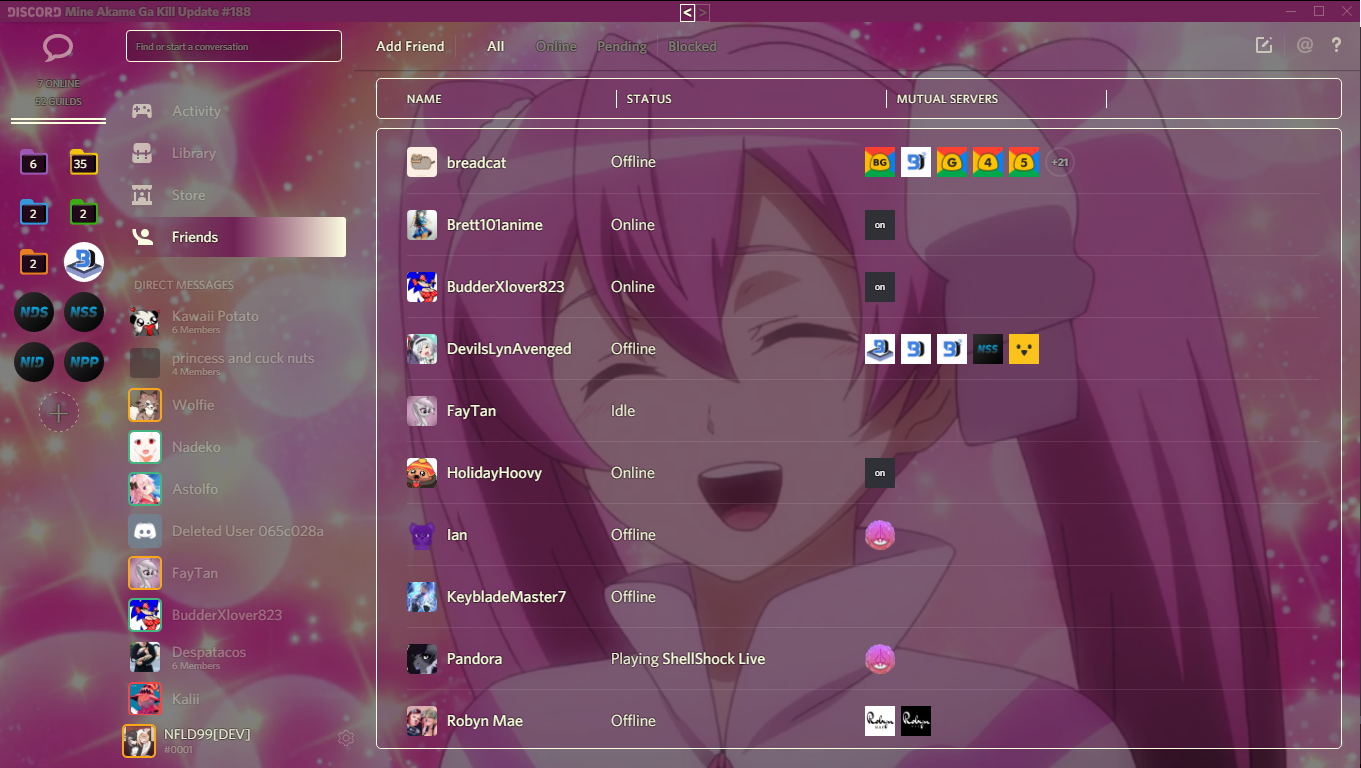 DISCORD Mine Akame Ga Kill Update #188
< >
7 ONLINE
52 GUILDS
6
35
2
2
2
NDS
NSS
NID
NPP
Find or start a conversation
Activity
Library
Store
Friends
DIRECT MESSAGES
Kawaii Potato
6 Members
princess and cuck nuts
4 Members
Wolfie
Nadeko
Astolfo
Deleted User 065c028a
FayTan
BudderXlover823
Despatacos
6 Members
Kalii
NFLD99[DEV]
#0001
Add Friend All Online Pending Blocked @ ?
NAME STATUS MUTUAL SERVERS
breadcat Offline BG G 4 5 +21
Brett101anime Online on
BudderXlover823 Online on
DevilsLynAvenged Offline NSS
FayTan Idle
HolidayHoovy Online on
Ian Offline
KeybladeMaster7 Offline
Pandora Playing ShellShock Live
Robyn Mae Offline Robyn Robyn